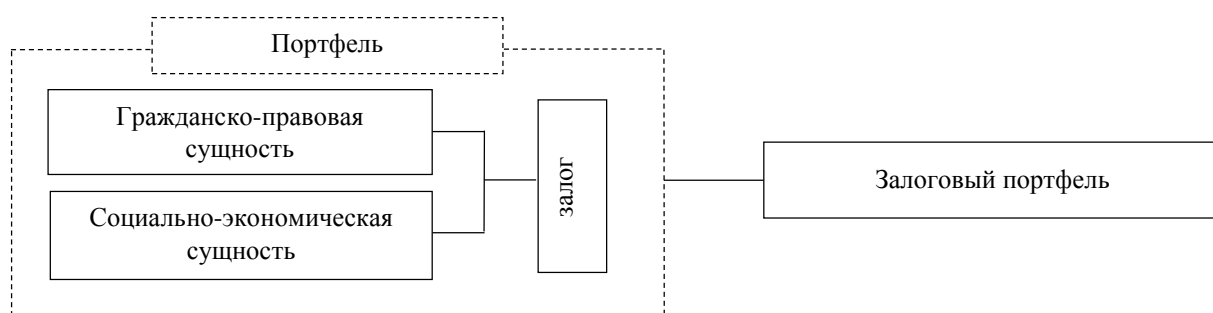 Портфель
Гражданско-правовая
сущность
Социально-экономическая
сущность
залог
Залоговый портфель